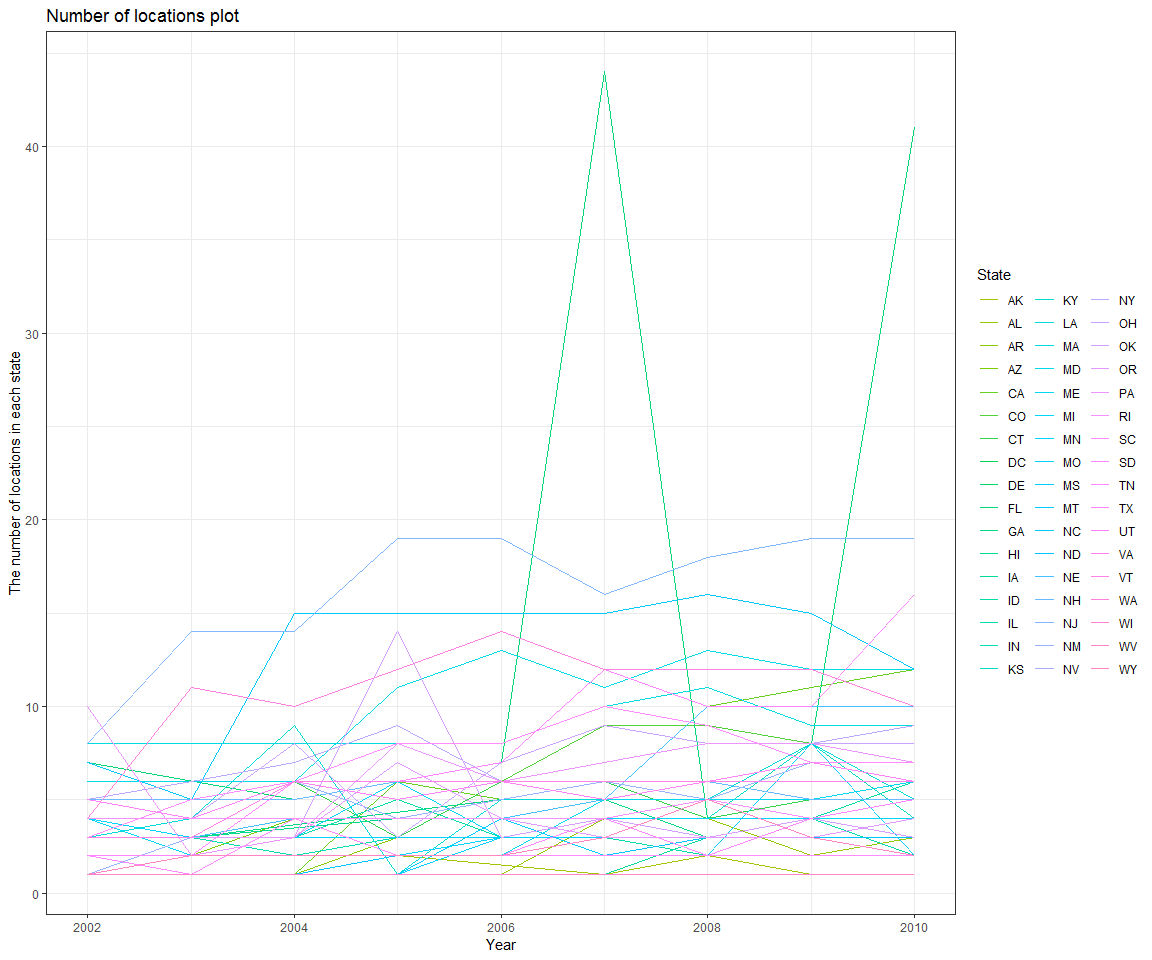 Number of locations plot
The number of locations in each state
40
30
20
10
0
2002 2004 2006 2008 2010
Year
State
AK KY NY
AL LA OH
AR MA OK
AZ MD OR
CA ME PA
CO MI RI
CT MN SC
DC MO SD
DE MS TN
FL MT TX
GA NC UT
HI ND VA
IA NE VT
ID NH WA
IL NJ WI
IN NM WV
KS NV WY